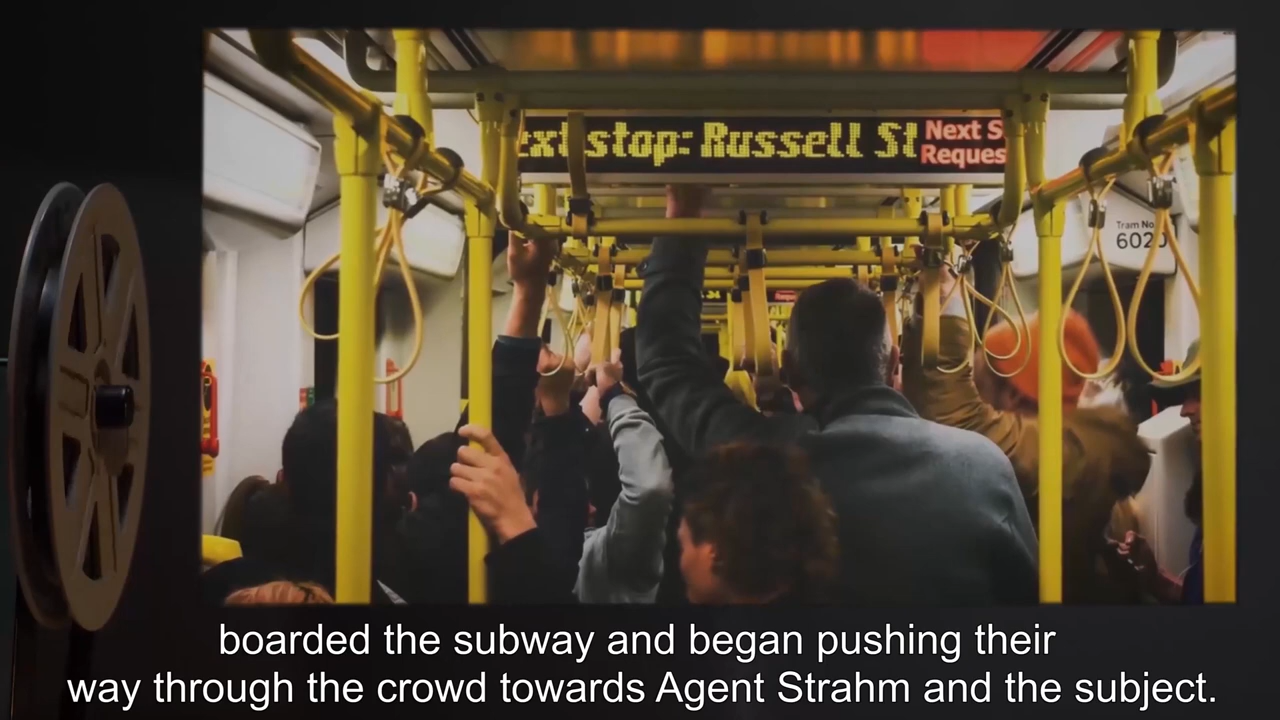 ext stop: Russell St
Next S
Reques
Tram No.
6020
boarded the subway and began pushing their
way through the crowd towards Agent Strahm and the subject.